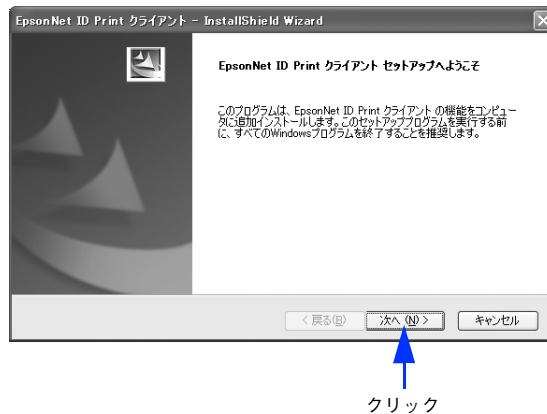 EpsonNet ID Print クライアント - InstallShield Wizard
EpsonNet ID Print クライアント セットアップへようこそ
このプログラムは、EpsonNet ID Print クライアント の機能をコンピュー
タに追加インストールします。このセットアッププログラムを実行する前
に、すべてのWindowsプログラムを終了することを推奨します。
< 戻る(B) 次へ (N) > キャンセル
クリック